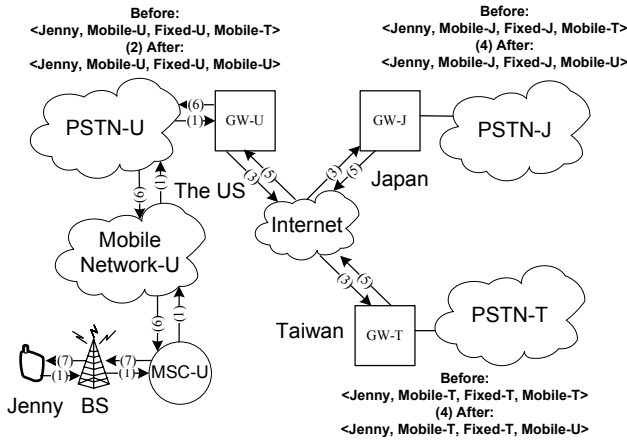 Before:
<Jenny, Mobile-U, Fixed-U, Mobile-T>
(2) After:
<Jenny, Mobile-U, Fixed-U, Mobile-U>
Before:
<Jenny, Mobile-J, Fixed-J, Mobile-T>
(4) After:
<Jenny, Mobile-J, Fixed-J, Mobile-U>
PSTN-U
(6)
(1)
GW-U
GW-J
PSTN-J
(6)
(1)
The US
(3)
(5)
(3)
(5)
Japan
Internet
Mobile
Network-U
(3)
(5)
(6)
(1)
Taiwan
GW-T
PSTN-T
(7)
(1)
(7)
(1)
MSC-U
Jenny
BS
Before:
<Jenny, Mobile-T, Fixed-T, Mobile-T>
(4) After:
<Jenny, Mobile-T, Fixed-T, Mobile-U>